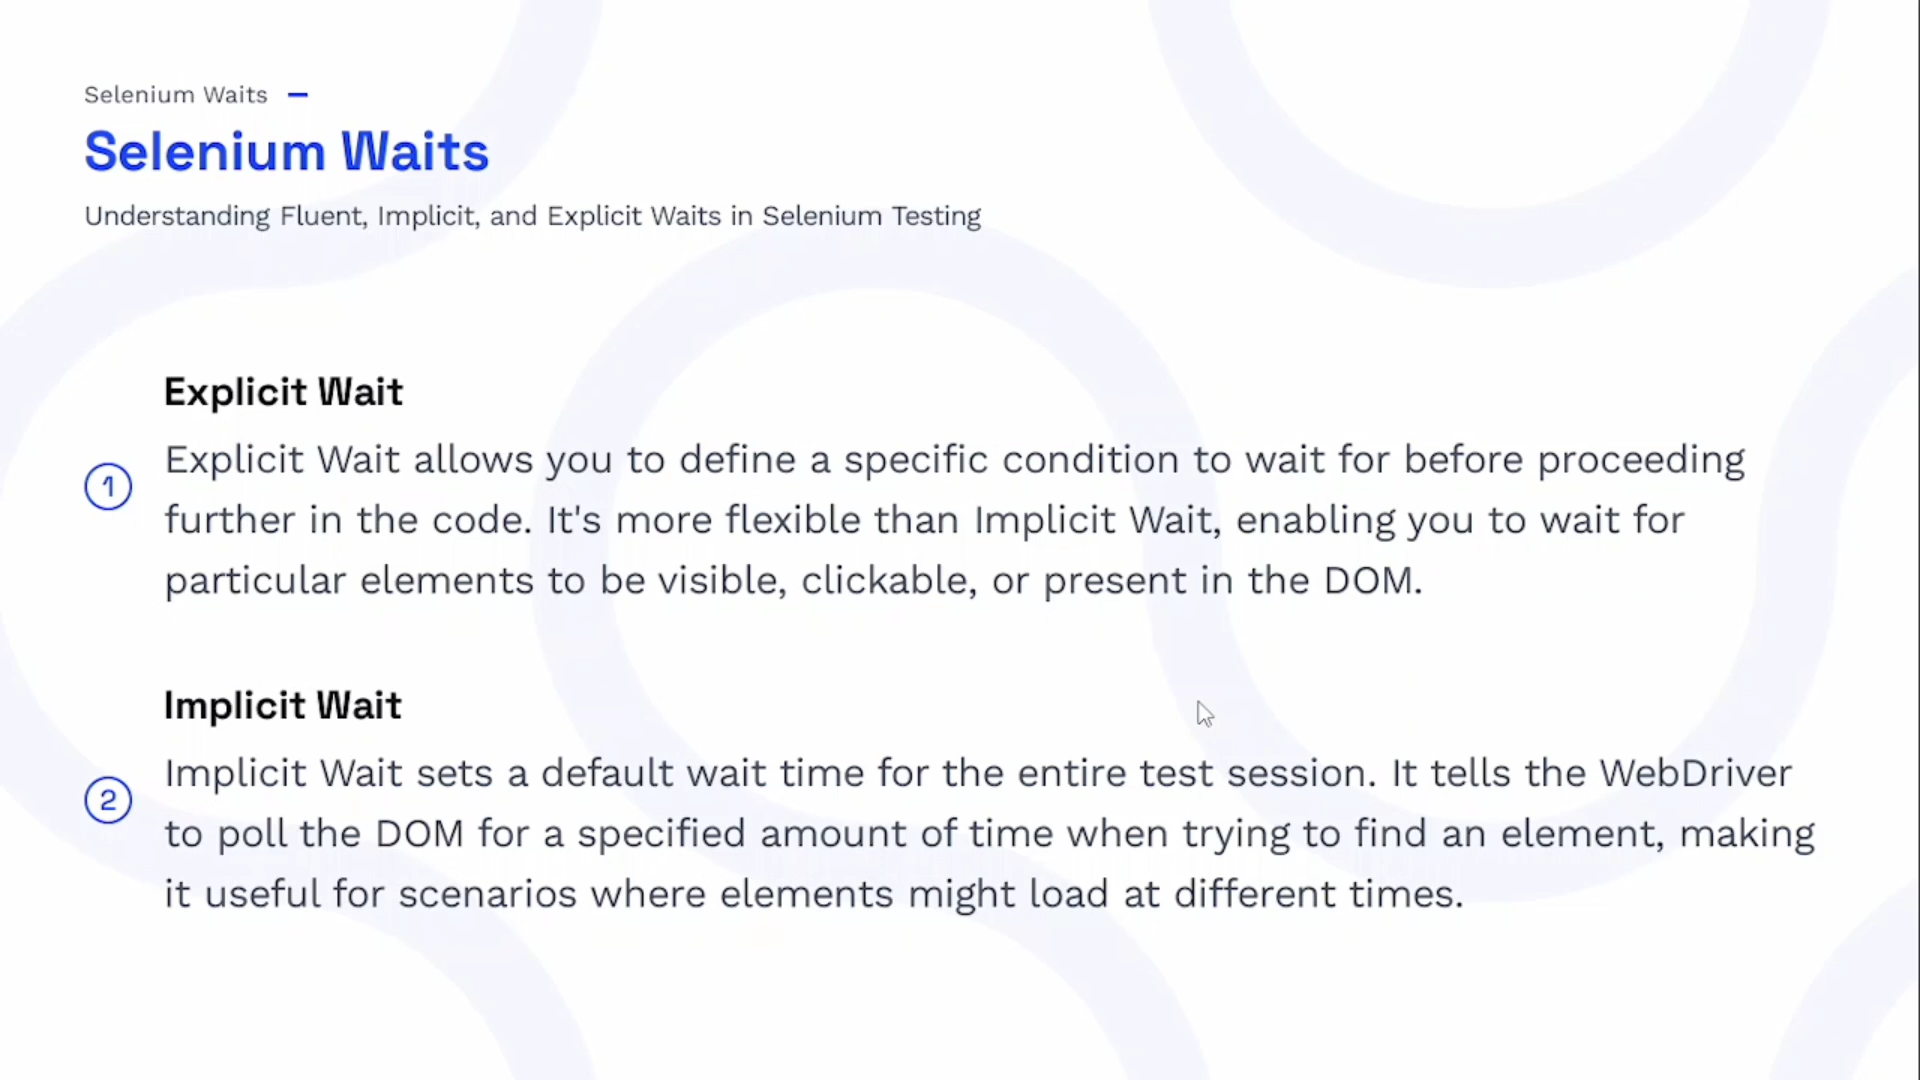 Selenium Waits
Selenium Waits
Understanding Fluent, Implicit, and Explicit Waits in Selenium Testing
Explicit Wait
1
Explicit Wait allows you to define a specific condition to wait for before proceeding
further in the code. It's more flexible than Implicit Wait, enabling you to wait for
particular elements to be visible, clickable, or present in the DOM.
Implicit Wait
2
Implicit Wait sets a default wait time for the entire test session. It tells the WebDriver
to poll the DOM for a specified amount of time when trying to find an element, making
it useful for scenarios where elements might load at different times.